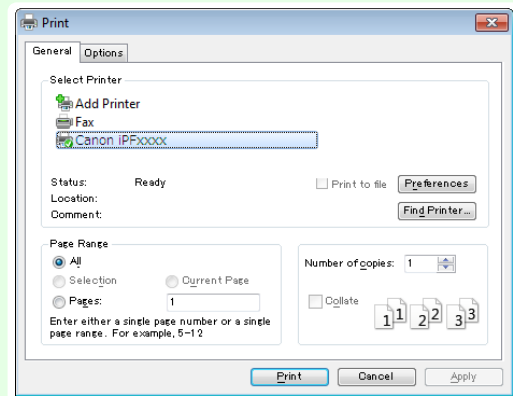 Print
General Options
Select Printer
Add Printer
Fax
Canon iPFxxxx
Status: Ready Print to file Preferences
Location:
Comment: Find Printer...
Page Range
All
Selection Current Page
Pages: 1
Enter either a single page number or a single
page range. For example, 5-12
Number of copies: 1
Collate 1 1 2 2 3 3
Print Cancel Apply